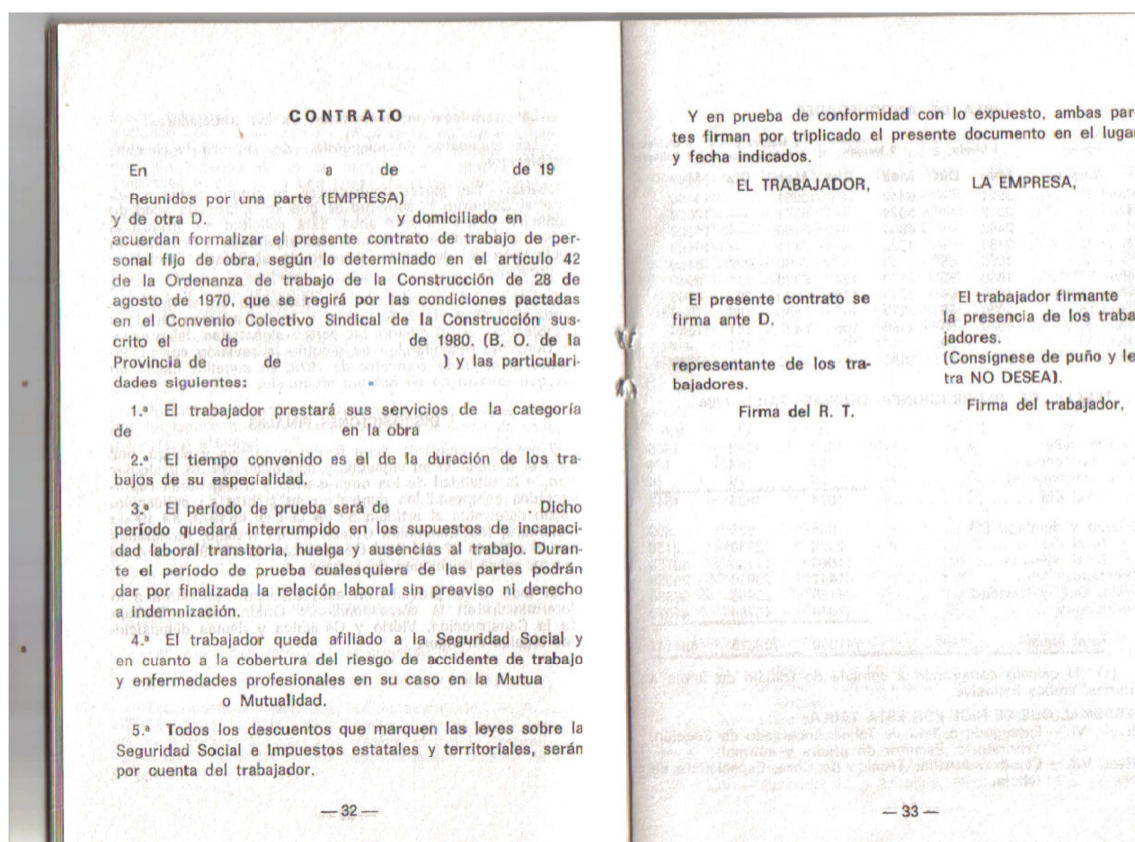 CONTRATO
En a de de 19
Reunidos por una parte (EMPRESA)
y de otra D. y domiciliado en
acuerdan formalizar el presente contrato de trabajo de per-
sonal fijo de obra, según lo determinado en el artículo 42
de la Ordenanza de trabajo de la Construcción de 28 de
agosto de 1970, que se regirá por las condiciones pactadas
en el Convenio Colectivo Sindical de la Construcción sus-
crito el de de 1980. (B. O. de la
Provincia de de ) y las particulari-
dades siguientes:
1.ª El trabajador prestará sus servicios de la categoría
de en la obra
2.ª El tiempo convenido es el de la duración de los tra-
bajos de su especialidad.
3.ª El período de prueba será de . Dicho
período quedará interrumpido en los supuestos de incapaci-
dad laboral transitoria, huelga y ausencias al trabajo. Duran-
te el período de prueba cualesquiera de las partes podrán
dar por finalizada la relación laboral sin preaviso ni derecho
a indemnización.
4.ª El trabajador queda afiliado a la Seguridad Social y
en cuanto a la cobertura del riesgo de accidente de trabajo
y enfermedades profesionales en su caso en la Mutua
o Mutualidad.
5.ª Todos los descuentos que marquen las leyes sobre la
Seguridad Social e Impuestos estatales y territoriales, serán
por cuenta del trabajador.
— 32 —
Y en prueba de conformidad con lo expuesto, ambas par-
tes firman por triplicado el presente documento en el lugar
y fecha indicados.
EL TRABAJADOR, LA EMPRESA,
El presente contrato se
firma ante D.
representante de los tra-
bajadores.
Firma del R. T.
El trabajador firmante
la presencia de los traba
jadores.
(Consígnese de puño y le
tra NO DESEA).
Firma del trabajador,
— 33 —